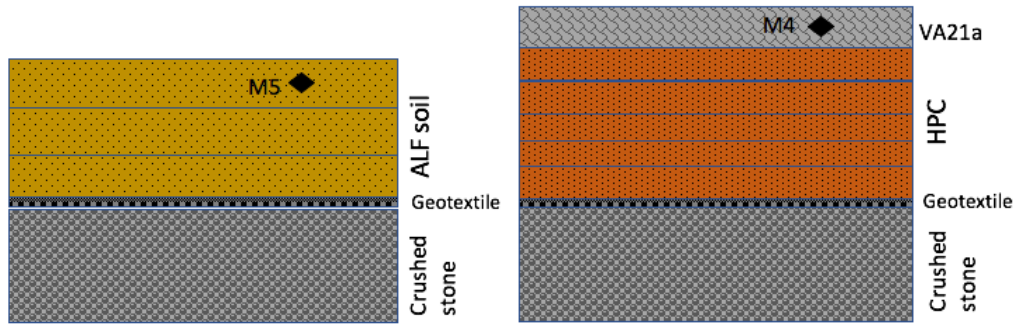 M5
ALF soil
Geotextile
Crushed
stone
M4
VA21a
HPC
Geotextile
Crushed
stone